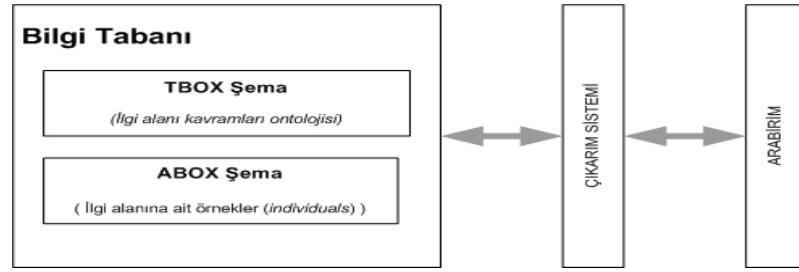 Bilgi Tabanı
TBOX Şema
(İlgi alanı kavramları ontolojisi)
ABOX Şema
( İlgi alanına ait örnekler (individuals) )
ÇIKARIM SİSTEMİ
ARABİRİM